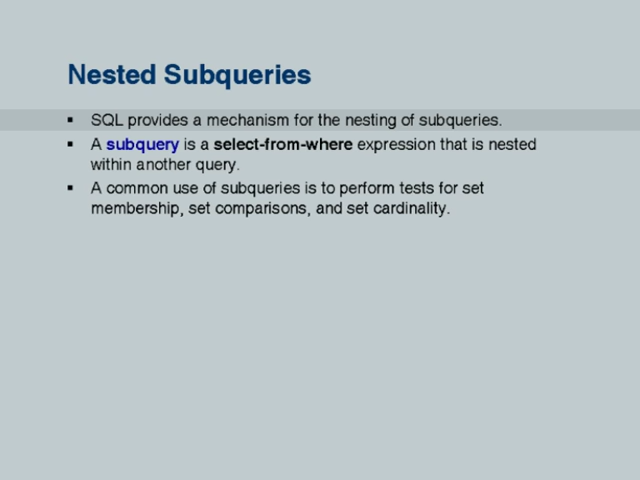 Nested Subqueries
▪ SQL provides a mechanism for the nesting of subqueries.
▪ A subquery is a select-from-where expression that is nested
within another query.
▪ A common use of subqueries is to perform tests for set
membership, set comparisons, and set cardinality.